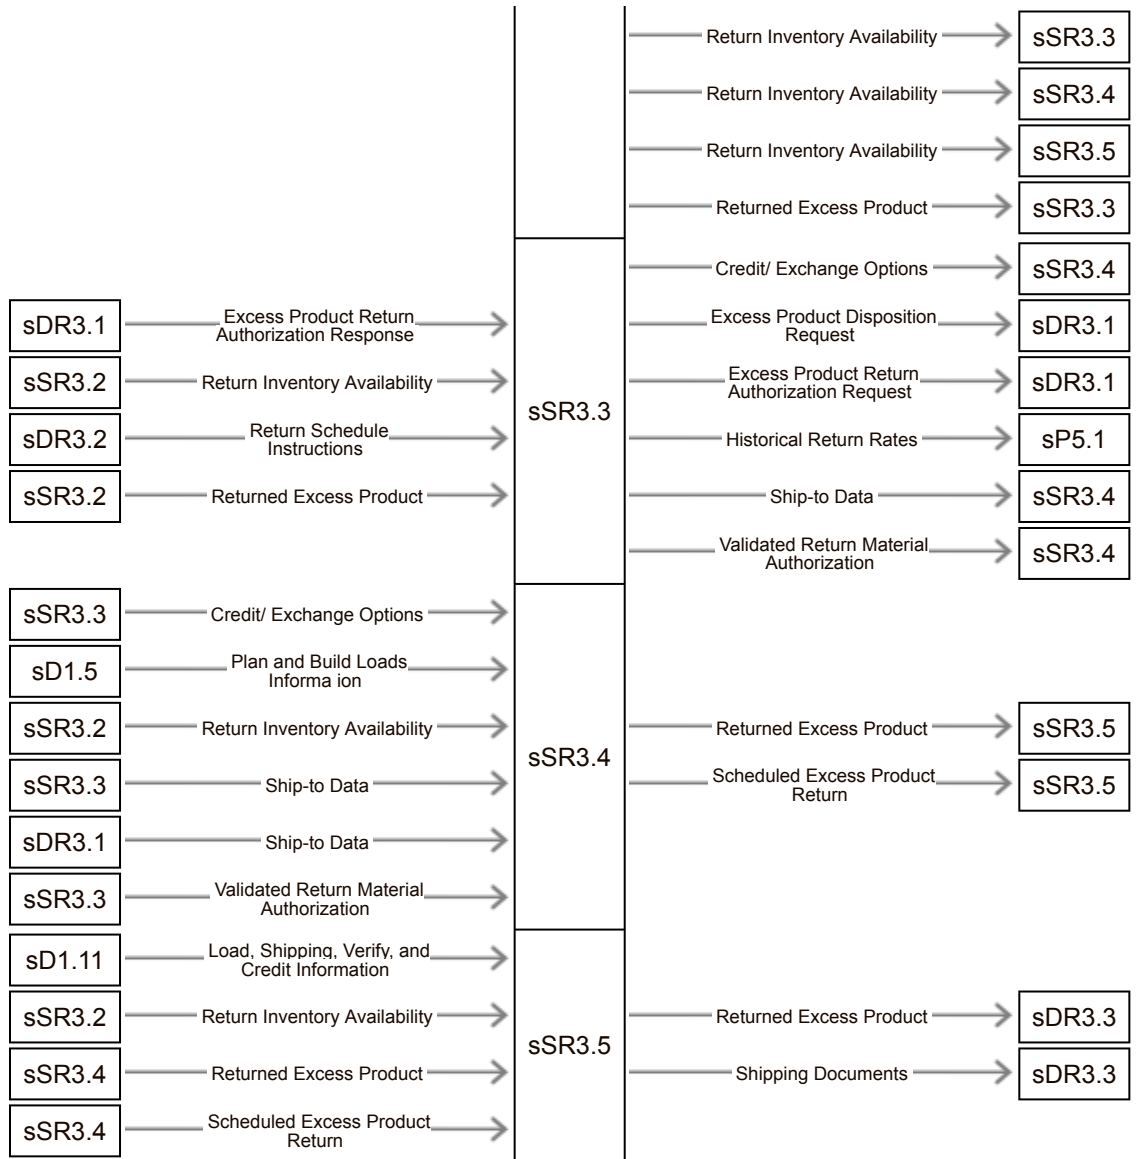 Return Inventory Availability
sSR3.3
Return Inventory Availability
sSR3.4
Return Inventory Availability
sSR3.5
Returned Excess Product
sSR3.3
sDR3.1
Excess Product Return
Authorization Response
sSR3.2
Return Inventory Availability
sDR3.2
Return Schedule
Instructions
sSR3.2
Returned Excess Product
sSR3.3
Credit/ Exchange Options
sSR3.4
Excess Product Disposition
Request
sDR3.1
Excess Product Return
Authorization Request
sDR3.1
Historical Return Rates
sP5.1
Ship-to Data
sSR3.4
Validated Return Material
Authorization
sSR3.4
sSR3.3
Credit/ Exchange Options
sD1.5
Plan and Build Loads
Informa ion
sSR3.2
Return Inventory Availability
sSR3.3
Ship-to Data
sDR3.1
Ship-to Data
sSR3.3
Validated Return Material
Authorization
sSR3.4
Returned Excess Product
sSR3.5
Scheduled Excess Product
Return
sSR3.5
sD1.11
Load, Shipping, Verify, and
Credit Information
sSR3.2
Return Inventory Availability
sSR3.4
Returned Excess Product
sSR3.4
Scheduled Excess Product
Return
sSR3.5
Returned Excess Product
sDR3.3
Shipping Documents
sDR3.3